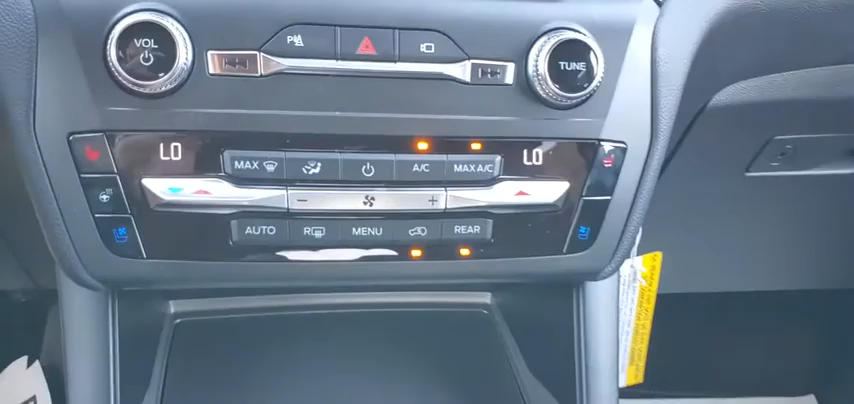 VOL
TUNE
LO
LO
MAX
A/C
MAX A/C
AUTO
R
MENU
REAR